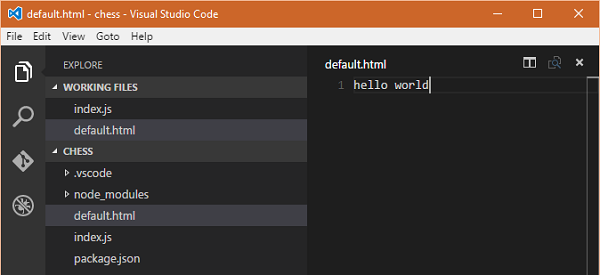 default.html - chess - Visual Studio Code
File Edit View Goto Help
EXPLORE
WORKING FILES
index.js
default.html
CHESS
.vscode
node_modules
default.html
index.js
package.json
default.html
1 hello world